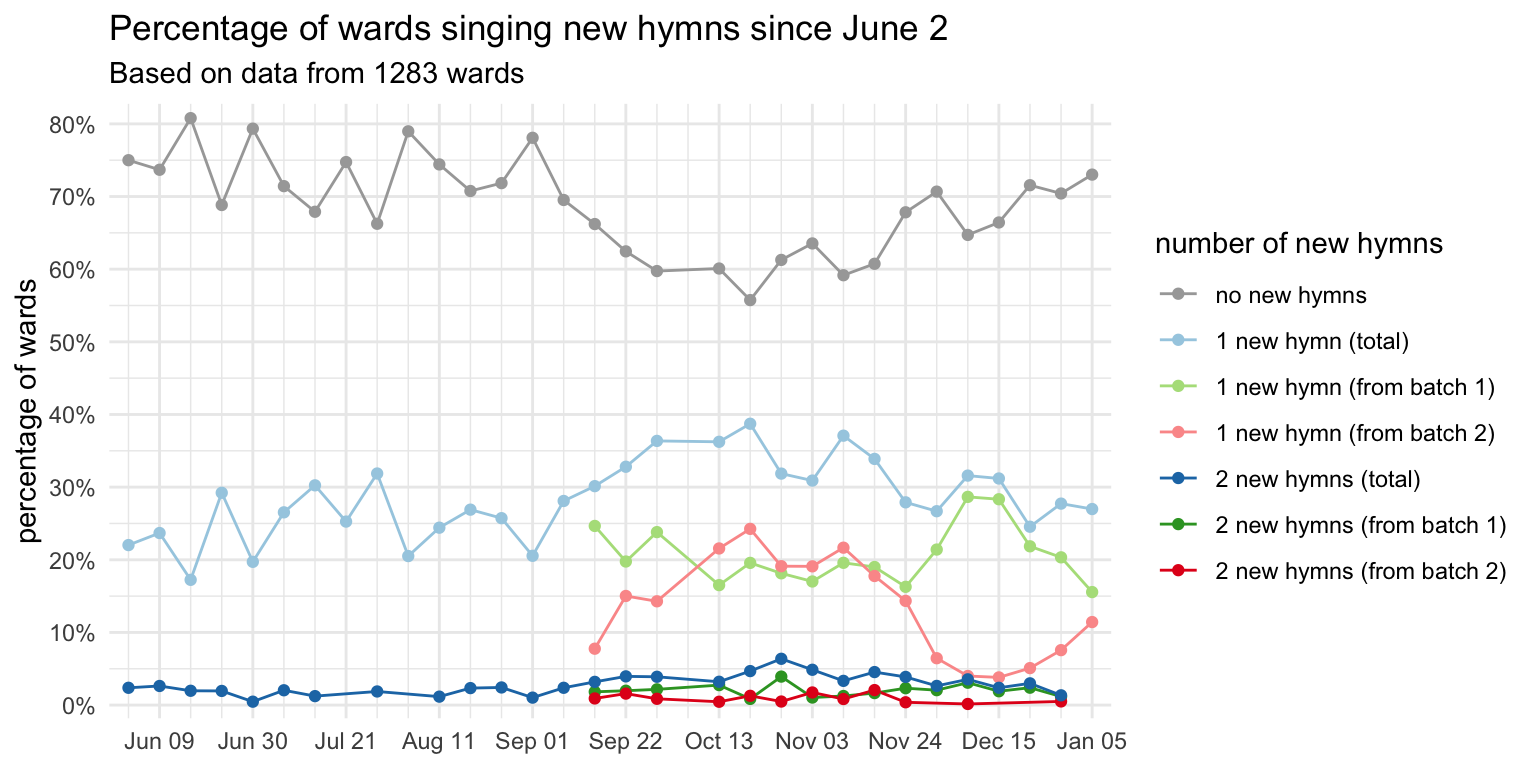 Percentage of wards singing new hymns since June 2
Based on data from 1283 wards
80%
70%
60%
50%
40%
30%
20%
10%
0%
percentage of wards
Jun 09 Jun 30 Jul 21 Aug 11 Sep 01 Sep 22 Oct 13 Nov 03 Nov 24 Dec 15 Jan 05
number of new hymns
no new hymns
1 new hymn (total)
1 new hymn (from batch 1)
1 new hymn (from batch 2)
2 new hymns (total)
2 new hymns (from batch 1)
2 new hymns (from batch 2)